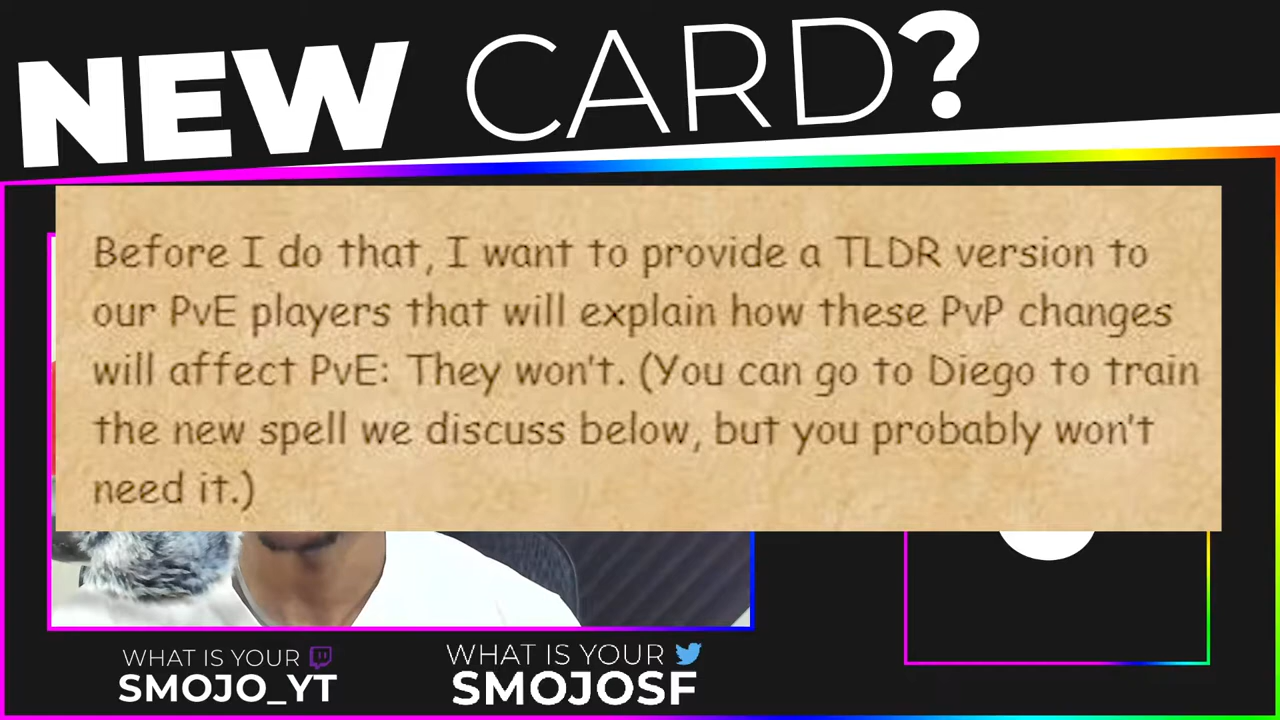 NEW CARD?
Before I do that, I want to provide a TLDR version to
our PvE players that will explain how these PvP changes
will affect PvE: They won't. (You can go to Diego to train
the new spell we discuss below, but you probably won't
need it.)
WHAT IS YOUR
SMOJO_YT
WHAT IS YOUR
SMOJOSF